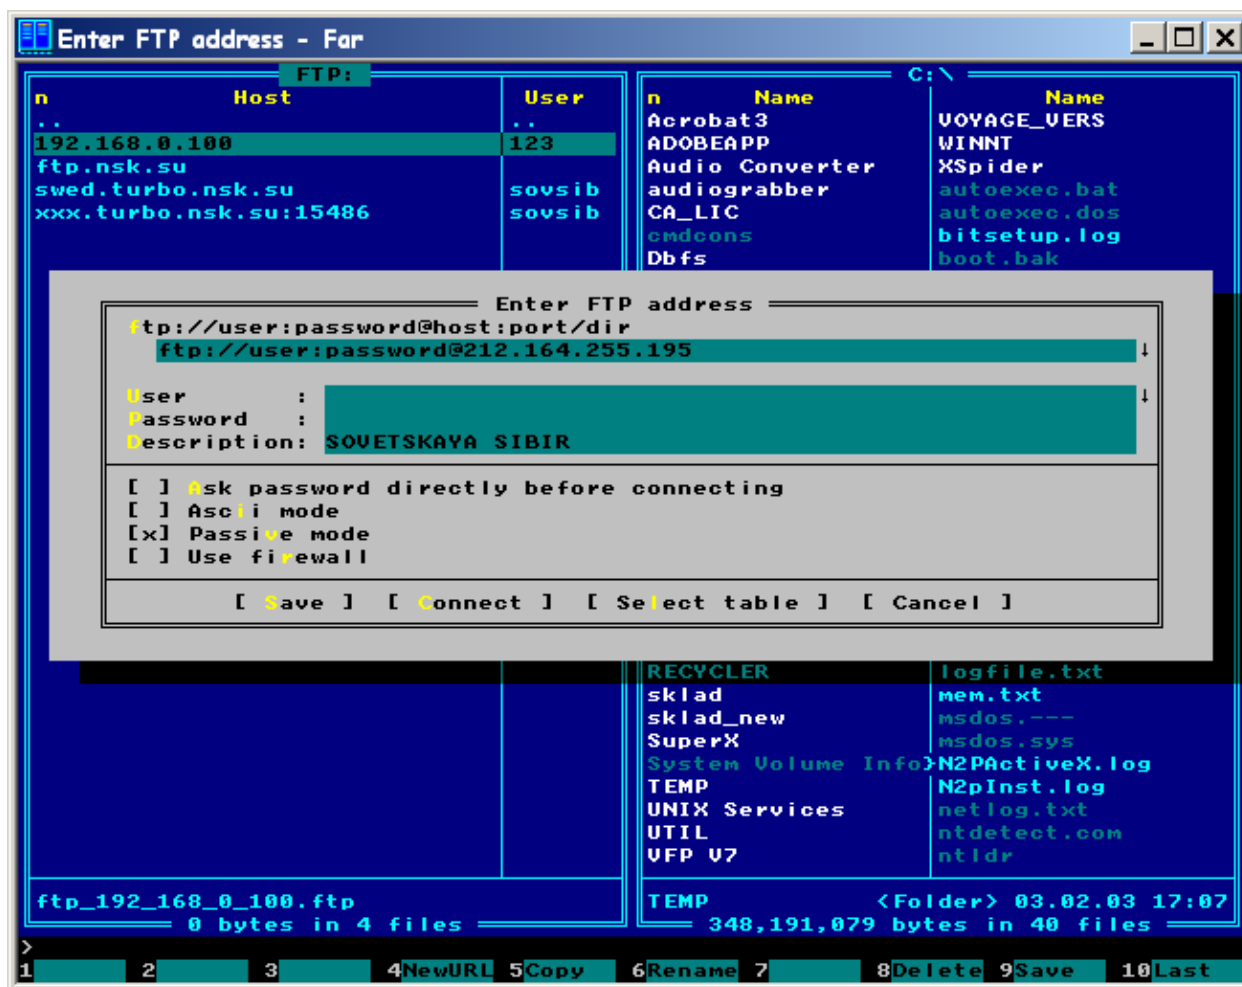 Enter FTP address - Far
FTP:
n Host User
.. ..
192.168.0.100 123
ftp.nsk.su
swed.turbo.nsk.su sovsib
xxx.turbo.nsk.su:15486 sovsib
C:\
n Name Name
Acrobat3 VOYAGE_VERS
ADOBEAPP WINNT
Audio Converter XSpider
audiograbber autoexec.bat
CA_LIC autoexec.dos
cmdcons bitsetup.log
Dbfs boot.bak
Enter FTP address
ftp://user:password@host:port/dir
ftp://user:password@212.164.255.195 ↓
User : ↓
Password :
Description: SOVETSKAYA SIBIR
[ ] Ask password directly before connecting
[ ] Ascii mode
[x] Passive mode
[ ] Use firewall
[ Save ] [ Connect ] [ Select table ] [ Cancel ]
RECYCLER logfile.txt
sklad mem.txt
sklad_new msdos.---
SuperX msdos.sys
System Volume Info}N2PActiveX.log
TEMP N2pInst.log
UNIX Services netlog.txt
UTIL ntdetect.com
VFP V7 ntldr
ftp_192_168_0_100.ftp
0 bytes in 4 files
TEMP <Folder> 03.02.03 17:07
348,191,079 bytes in 40 files
>
1 2 3 4NewURL 5Copy 6Rename 7 8Delete 9Save 10Last